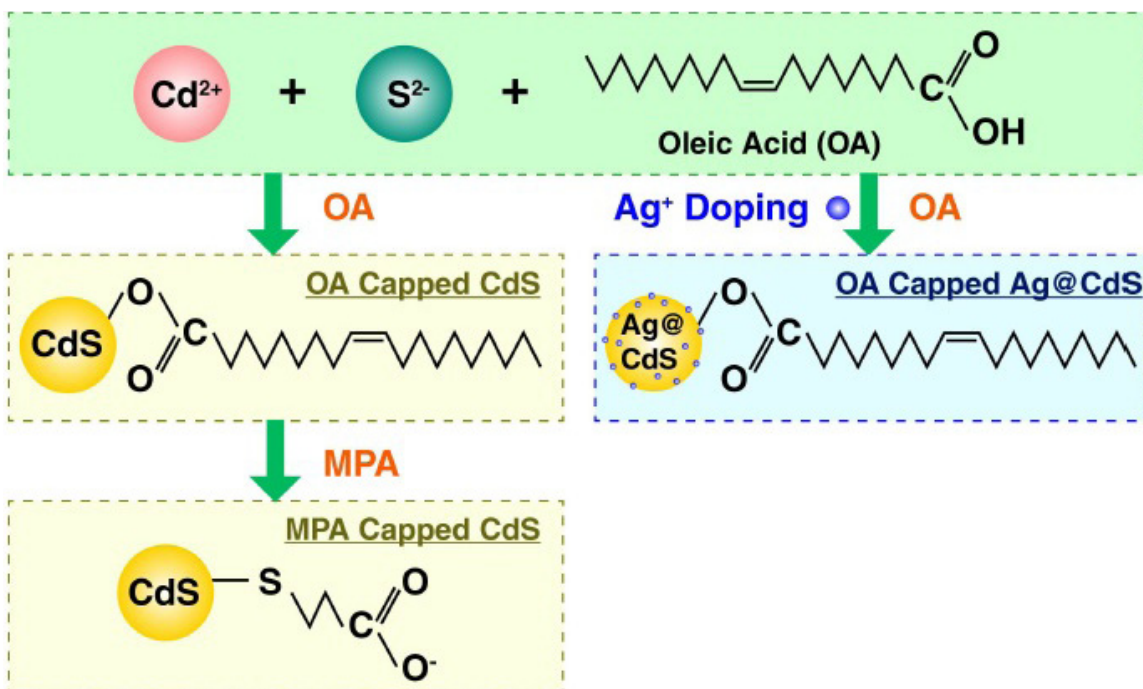 Cd²⁺ + S²⁻ +
O
C
OH
Oleic Acid (OA)
OA
Ag⁺ Doping OA
OA Capped CdS
O
CdS
C
O
OA Capped Ag@CdS
O
Ag@
CdS
C
O
MPA
MPA Capped CdS
CdS
S
O
C
O⁻